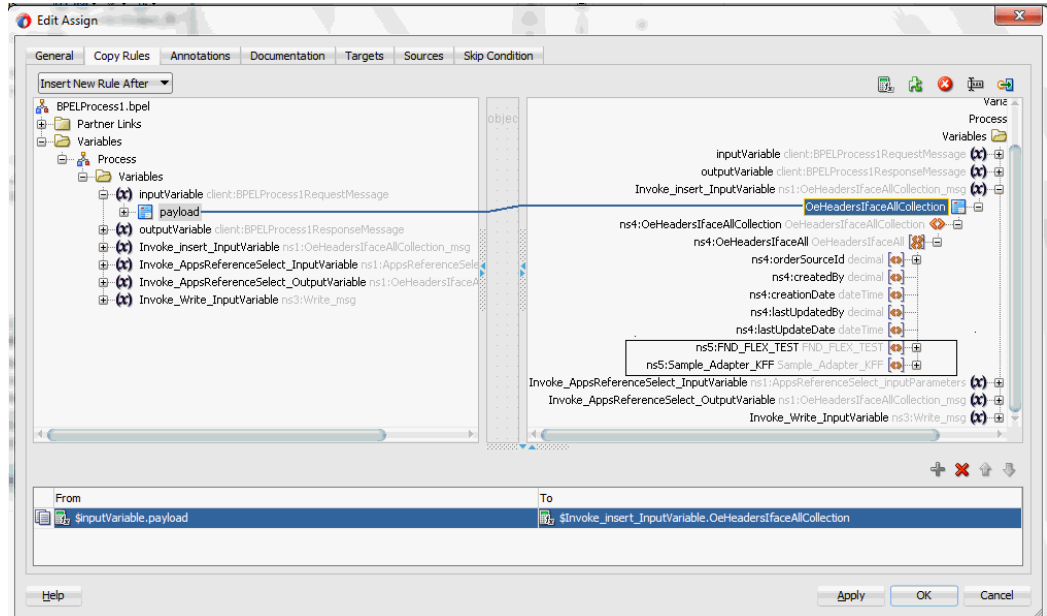 Edit Assign
General Copy Rules Annotations Documentation Targets Sources Skip Condition
Insert New Rule After
BPELProcess1.bpel
Partner Links
Variables
Process
Variables
inputVariable client:BPELProcess1RequestMessage
payload
outputVariable client:BPELProcess1ResponseMessage
Invoke_insert_InputVariable ns1:OeHeadersIfaceAllCollection_msg
Invoke_AppsReferenceSelect_InputVariable ns1:AppsReferenceSele
Invoke_AppsReferenceSelect_OutputVariable ns1:OeHeadersIfaceA
Invoke_Write_InputVariable ns3:Write_msg
objec
Varia
Process
Variables
inputVariable client:BPELProcess1RequestMessage
outputVariable client:BPELProcess1ResponseMessage
Invoke_insert_InputVariable ns1:OeHeadersIfaceAllCollection_msg
OeHeadersIfaceAllCollection
ns4:OeHeadersIfaceAllCollection OeHeadersIfaceAllCollection
ns4:OeHeadersIfaceAll OeHeadersIfaceAll
ns4:orderSourceId decimal
ns4:createdBy decimal
ns4:creationDate dateTime
ns4:lastUpdatedBy decimal
ns4:lastUpdateDate dateTime
ns5:FND_FLEX_TEST FND_FLEX_TEST
ns5:Sample_Adapter_KFF Sample_Adapter_KFF
Invoke_AppsReferenceSelect_InputVariable ns1:AppsReferenceSelect_inputParameters
Invoke_AppsReferenceSelect_OutputVariable ns1:OeHeadersIfaceAllCollection_msg
Invoke_Write_InputVariable ns3:Write_msg
From To
$inputVariable.payload $Invoke_insert_InputVariable.OeHeadersIfaceAllCollection
Help Apply OK Cancel